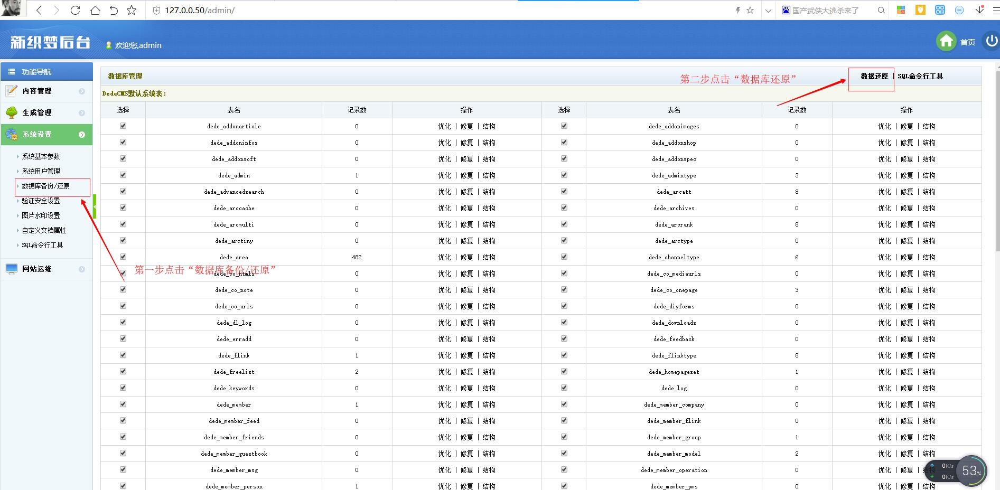 127.0.0.50/admin/
国产武侠大逃杀来了
新织梦后台
欢迎您,admin
首页
功能导航
内容管理
生成管理
系统设置
系统基本参数
系统用户管理
数据库备份/还原
验证安全设置
图片水印设置
自定义文档属性
SQL命令行工具
网站运维
数据库管理
第二步点击“数据库还原”
数据还原 | SQL命令行工具
DedeCMS默认系统表:
选择 表名 记录数 操作 选择 表名 记录数 操作
dede_addonarticle 0 优化 | 修复 | 结构 dede_addonimages 0 优化 | 修复 | 结构
dede_addoninfos 0 优化 | 修复 | 结构 dede_addonshop 0 优化 | 修复 | 结构
dede_addonsoft 0 优化 | 修复 | 结构 dede_addonspec 0 优化 | 修复 | 结构
dede_admin 1 优化 | 修复 | 结构 dede_admintype 3 优化 | 修复 | 结构
dede_advancedsearch 0 优化 | 修复 | 结构 dede_arcatt 8 优化 | 修复 | 结构
dede_arccache 0 优化 | 修复 | 结构 dede_archives 0 优化 | 修复 | 结构
dede_arcmulti 0 优化 | 修复 | 结构 dede_arcrank 8 优化 | 修复 | 结构
dede_arctiny 0 优化 | 修复 | 结构 dede_arctype 0 优化 | 修复 | 结构
dede_area 482 优化 | 修复 | 结构 dede_channeltype 6 优化 | 修复 | 结构
第一步点击“数据库备份/还原”
dede_co_htmls 0 优化 | 修复 | 结构 dede_co_mediaurls 0 优化 | 修复 | 结构
dede_co_note 0 优化 | 修复 | 结构 dede_co_onepage 3 优化 | 修复 | 结构
dede_co_urls 0 优化 | 修复 | 结构 dede_diyforms 0 优化 | 修复 | 结构
dede_dl_log 0 优化 | 修复 | 结构 dede_downloads 0 优化 | 修复 | 结构
dede_erradd 0 优化 | 修复 | 结构 dede_feedback 0 优化 | 修复 | 结构
dede_flink 1 优化 | 修复 | 结构 dede_flinktype 8 优化 | 修复 | 结构
dede_freelist 2 优化 | 修复 | 结构 dede_homepageset 1 优化 | 修复 | 结构
dede_keywords 0 优化 | 修复 | 结构 dede_log 0 优化 | 修复 | 结构
dede_member 1 优化 | 修复 | 结构 dede_member_company 0 优化 | 修复 | 结构
dede_member_feed 0 优化 | 修复 | 结构 dede_member_flink 0 优化 | 修复 | 结构
dede_member_friends 0 优化 | 修复 | 结构 dede_member_group 1 优化 | 修复 | 结构
dede_member_guestbook 0 优化 | 修复 | 结构 dede_member_model 2 优化 | 修复 | 结构
dede_member_msg 0 优化 | 修复 | 结构 dede_member_operation 0 优化 | 修复 | 结构
dede_member_person 1 优化 | 修复 | 结构 dede_member_pms 0 优化 | 修复 | 结构
0K/s
0K/s
53%